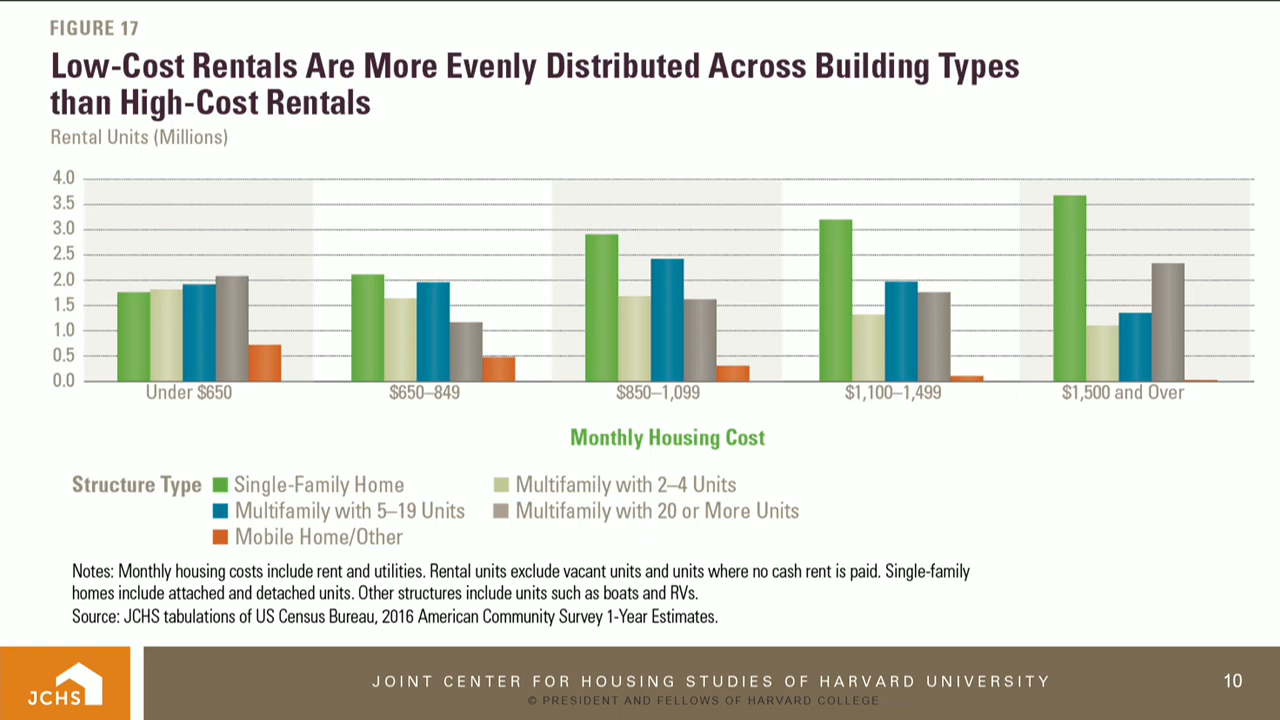 FIGURE 17
Low-Cost Rentals Are More Evenly Distributed Across Building Types
than High-Cost Rentals
Rental Units (Millions)
4.0
3.5
3.0
2.5
2.0
1.5
1.0
0.5
0.0
Under $650
$650–849
$850–1,099
$1,100–1,499
$1,500 and Over
Monthly Housing Cost
Structure Type
Single-Family Home
Multifamily with 2–4 Units
Multifamily with 5–19 Units
Multifamily with 20 or More Units
Mobile Home/Other
Notes: Monthly housing costs include rent and utilities. Rental units exclude vacant units and units where no cash rent is paid. Single-family
homes include attached and detached units. Other structures include units such as boats and RVs.
Source: JCHS tabulations of US Census Bureau, 2016 American Community Survey 1-Year Estimates.
JCHS
JOINT CENTER FOR HOUSING STUDIES OF HARVARD UNIVERSITY
© PRESIDENT AND FELLOWS OF HARVARD COLLEGE
10